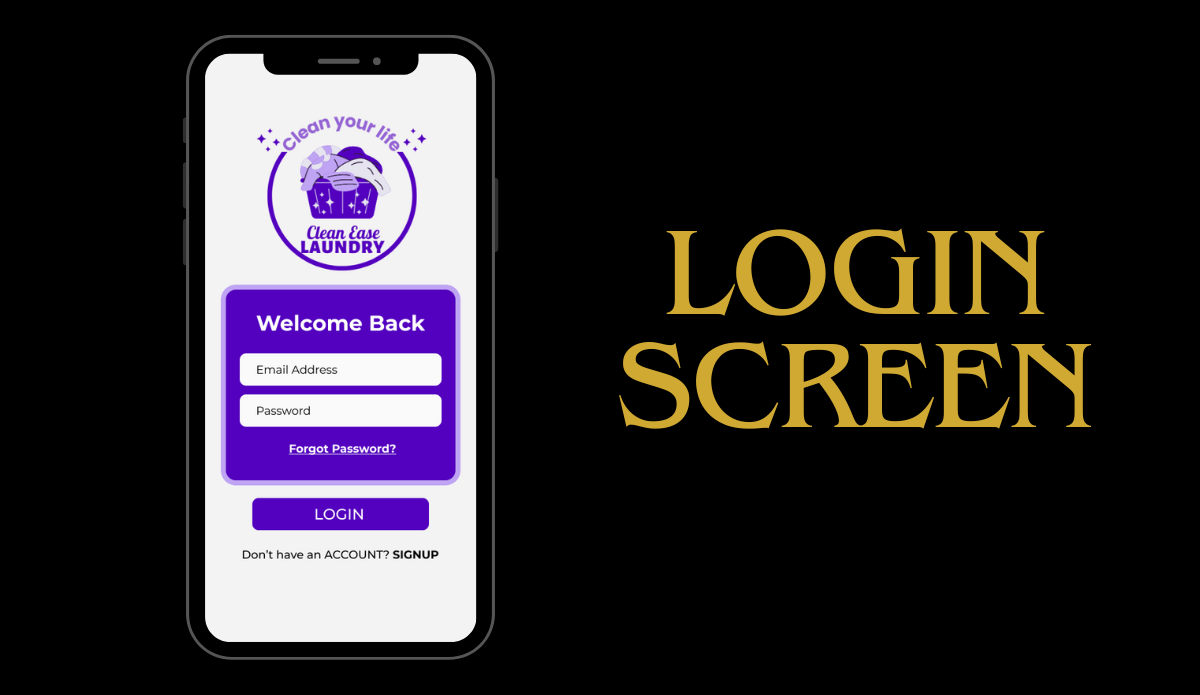 Clean your life
Clean Ease
LAUNDRY
Welcome Back
Email Address
Password
Forgot Password?
LOGIN
Don't have an ACCOUNT? SIGNUP
LOGIN
SCREEN